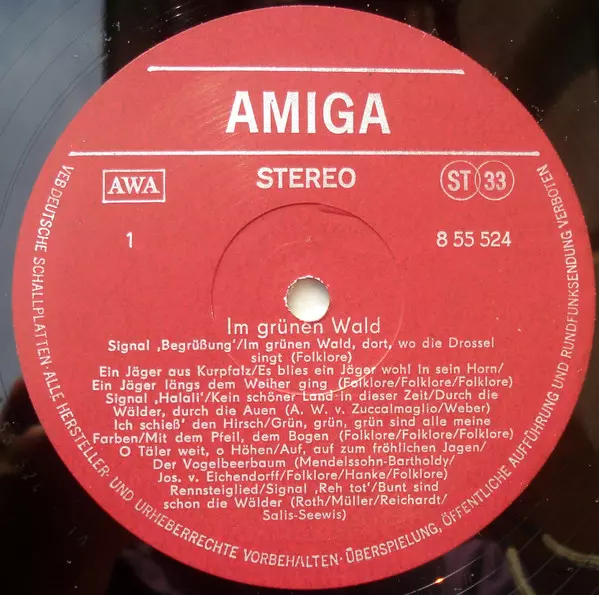 AMIGA
AWA
STEREO
ST 33
1
8 55 524
Im grünen Wald
Signal ‚Begrüßung‘/Im grünen Wald, dort, wo die Drossel
singt (Folklore)
Ein Jäger aus Kurpfalz/Es blies ein Jäger wohl in sein Horn/
Ein Jäger längs dem Weiher ging (Folklore/Folklore/Folklore)
Signal ‚Halali‘/Kein schöner Land in dieser Zeit/Durch die
Wälder, durch die Auen (A. W. v. Zuccalmaglio/Weber)
Ich schieß' den Hirsch/Grün, grün, grün sind alle meine
Farben/Mit dem Pfeil, dem Bogen (Folklore/Folklore/Folklore)
O Täler weit, o Höhen/Auf, auf zum fröhlichen Jagen/
Der Vogelbeerbaum (Mendelssohn-Bartholdy/
Jos. v. Eichendorff/Hanke/Folklore)
Rennsteiglied/Signal ‚Reh tot‘/Bunt sind
schon die Wälder (Roth/Müller/Reichardt/
Salis-Seewis)
VEB DEUTSCHE SCHALLPLATTEN · ALLE HERSTELLER- UND URHEBERRECHTE VORBEHALTEN · ÜBERSPIELUNG, ÖFFENTLICHE AUFFÜHRUNG UND RUNDFUNKSENDUNG VERBOTEN